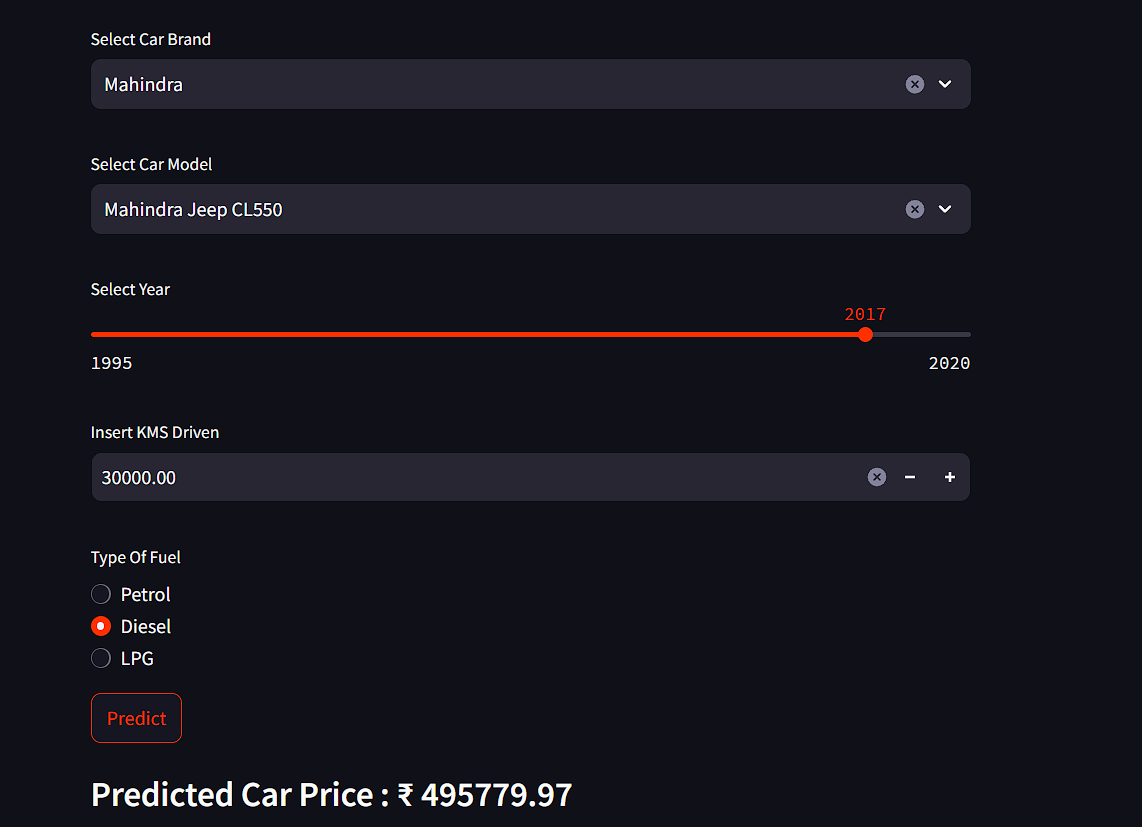 Select Car Brand
Mahindra
Select Car Model
Mahindra Jeep CL550
Select Year
2017
1995 2020
Insert KMS Driven
30000.00
Type Of Fuel
Petrol
Diesel
LPG
Predict
Predicted Car Price : ₹ 495779.97